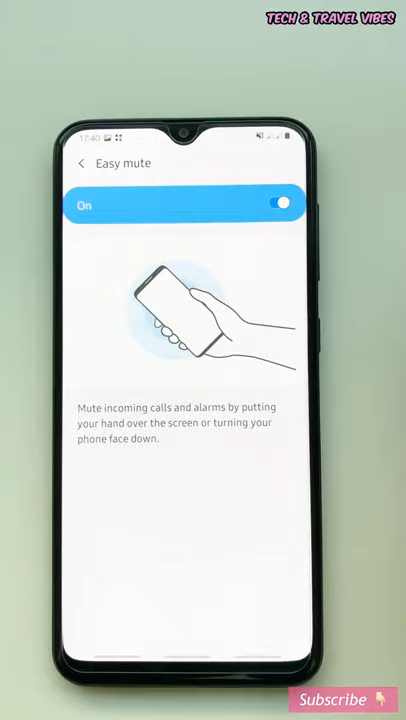 TECH & TRAVEL VIBES
17:40
Easy mute
On
Mute incoming calls and alarms by putting
your hand over the screen or turning your
phone face down.
Subscribe